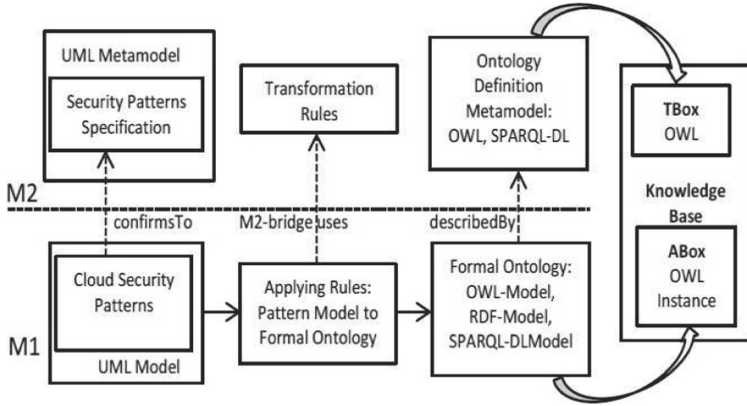 UML Metamodel
Security Patterns
Specification
Transformation
Rules
Ontology
Definition
Metamodel:
OWL, SPARQL-DL
TBox
OWL
Knowledge
Base
ABox
OWL
Instance
M2
confirmsTo
M2-bridge uses
describedBy
M1
Cloud Security
Patterns
UML Model
Applying Rules:
Pattern Model to
Formal Ontology
Formal Ontology:
OWL-Model,
RDF-Model,
SPARQL-DLModel